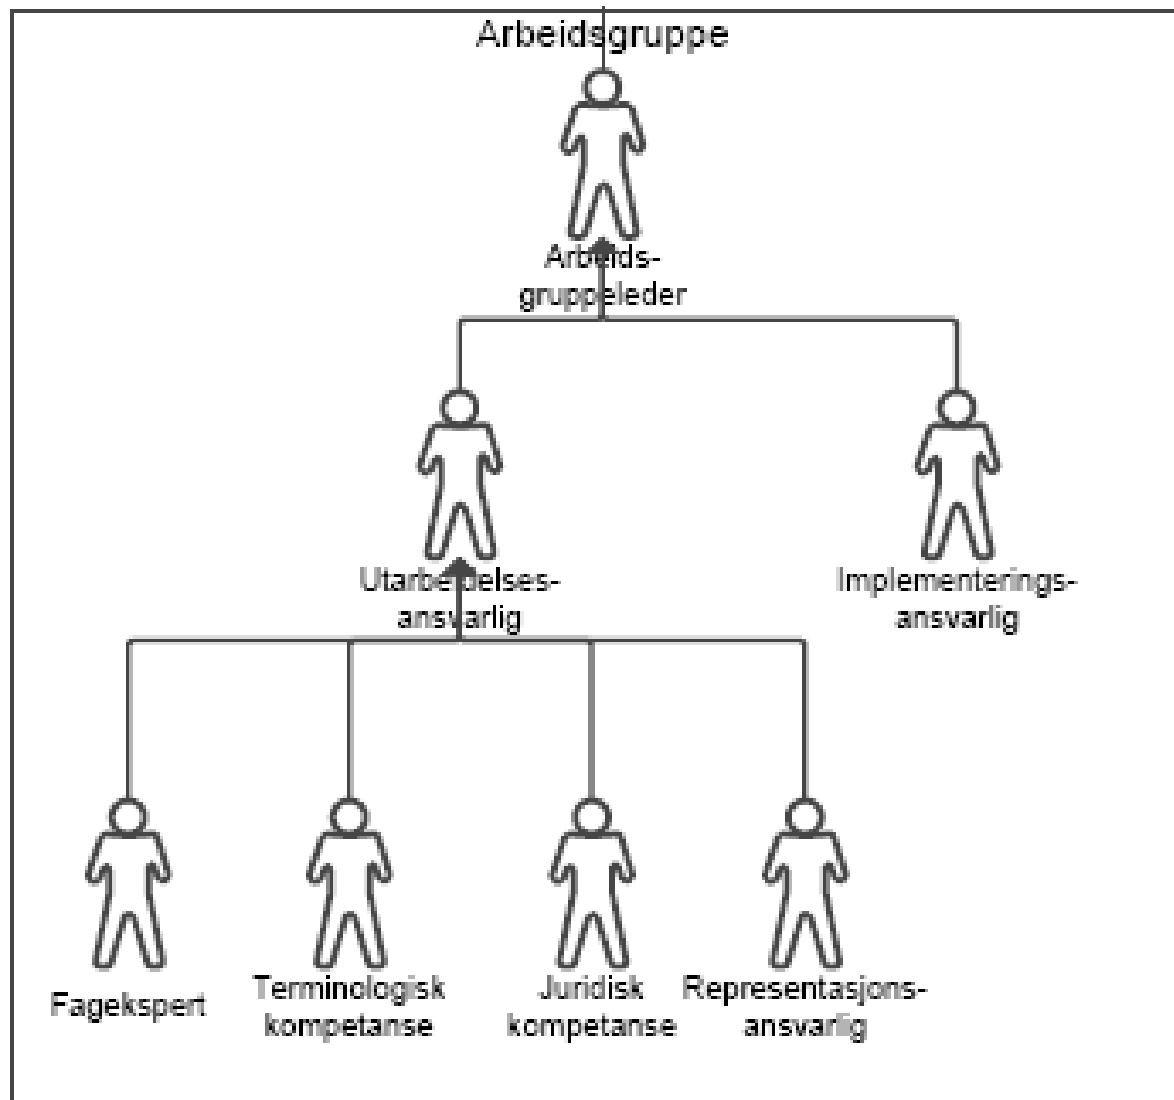 Arbeidsgruppe
Arbeids-
gruppeleder
Utarbeidelses-
ansvarlig
Implementerings-
ansvarlig
Fagekspert
Terminologisk
kompetanse
Juridisk
kompetanse
Representasjons-
ansvarlig